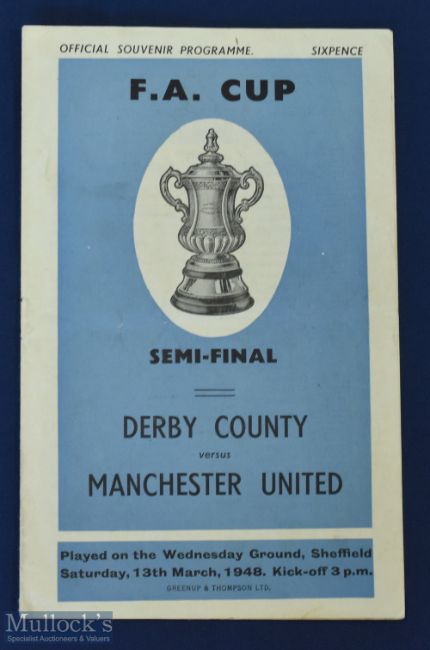 OFFICIAL SOUVENIR PROGRAMME. SIXPENCE
F.A. CUP
SEMI-FINAL
DERBY COUNTY
versus
MANCHESTER UNITED
Played on the Wednesday Ground, Sheffield
Saturday, 13th March, 1948. Kick-off 3 p.m.
GREENUP & THOMPSON LTD.
Mullock's
Specialist Auctioneers & Valuers